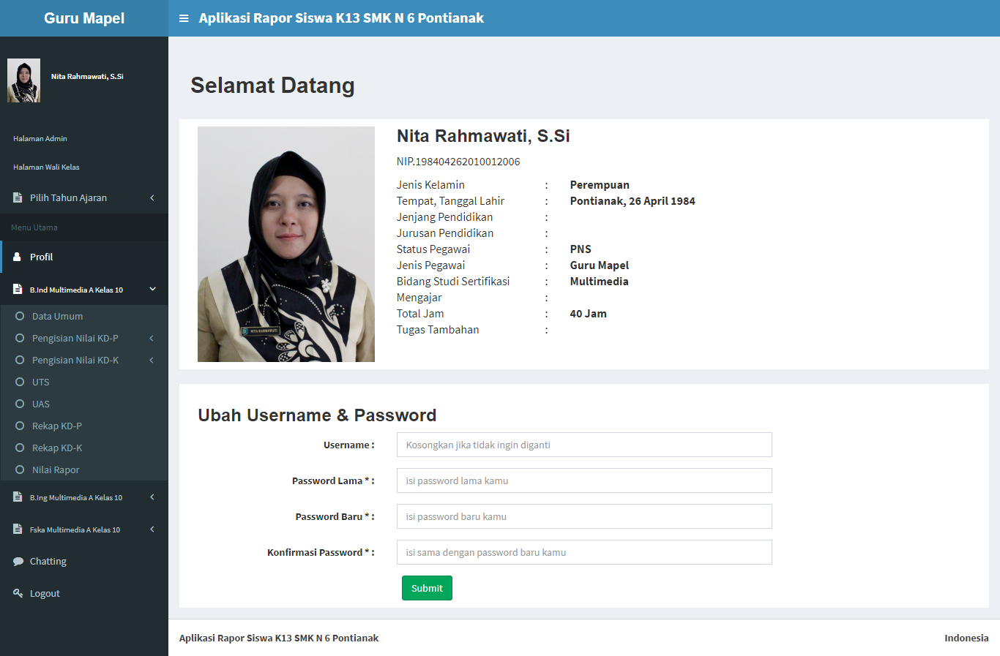 Guru Mapel
Aplikasi Rapor Siswa K13 SMK N 6 Pontianak
Nita Rahmawati, S.Si
Halaman Admin
Halaman Wali Kelas
Pilih Tahun Ajaran
Menu Utama
Profil
B.Ind Multimedia A Kelas 10
Data Umum
Pengisian Nilai KD-P
Pengisian Nilai KD-K
UTS
UAS
Rekap KD-P
Rekap KD-K
Nilai Rapor
B.Ing Multimedia A Kelas 10
Fska Multimedia A Kelas 10
Chatting
Logout
Selamat Datang
NITA RAHMAWATI
Nita Rahmawati, S.Si
NIP.198404262010012006
Jenis Kelamin : Perempuan
Tempat, Tanggal Lahir : Pontianak, 26 April 1984
Jenjang Pendidikan :
Jurusan Pendidikan :
Status Pegawai : PNS
Jenis Pegawai : Guru Mapel
Bidang Studi Sertifikasi : Multimedia
Mengajar :
Total Jam : 40 Jam
Tugas Tambahan :
Ubah Username & Password
Username : Kosongkan jika tidak ingin diganti
Password Lama * : isi password lama kamu
Password Baru * : isi password baru kamu
Konfirmasi Password * : isi sama dengan password baru kamu
Submit
Aplikasi Rapor Siswa K13 SMK N 6 Pontianak
Indonesia